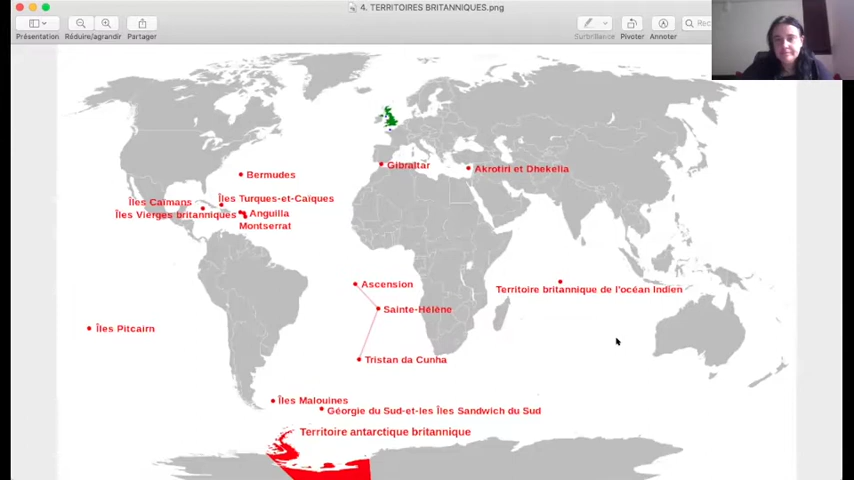 4. TERRITOIRES BRITANNIQUES.png
Présentation
Réduire/agrandir
Partager
Surbrillance
Pivoter
Annoter
Rec
Gibraltar
Akrotiri et Dhekelia
Bermudes
Îles Caïmans
Îles Turques-et-Caïques
Îles Vierges britanniques
Anguilla
Montserrat
Ascension
Territoire britannique de l'océan Indien
Sainte-Hélène
Îles Pitcairn
Tristan da Cunha
Îles Malouines
Géorgie du Sud-et-les Îles Sandwich du Sud
Territoire antarctique britannique